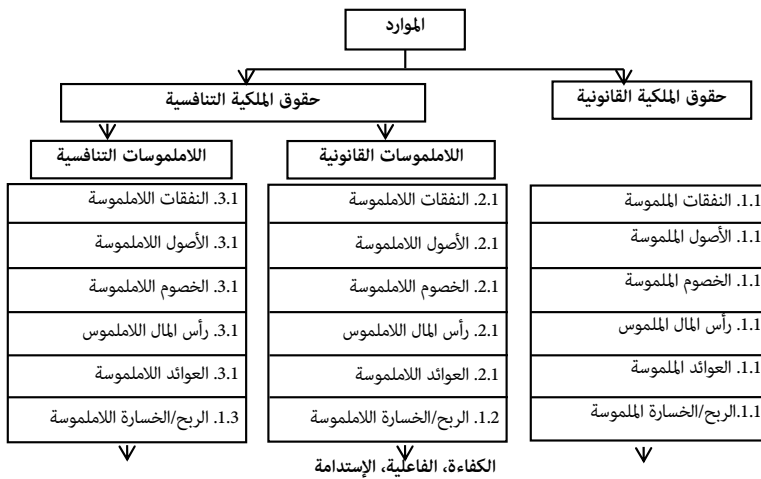 الموارد
حقوق الملكية القانونية
حقوق الملكية التنافسية
اللاملموسات القانونية
اللاملموسات التنافسية
1.1. النفقات الملموسة
1.1. الأصول الملموسة
1.1. الخصوم الملموسة
1.1. رأس المال الملموس
1.1. العوائد الملموسة
1.1.الربح/الخسارة الملموسة
2.1. النفقات اللاملموسة
2.1. الأصول اللاملموسة
2.1. الخصوم اللاملموسة
2.1. رأس المال اللاملموس
2.1. العوائد اللاملموسة
1.2. الربح/الخسارة اللاملموسة
3.1. النفقات اللاملموسة
3.1. الأصول اللاملموسة
3.1. الخصوم اللاملموسة
3.1. رأس المال اللاملموس
3.1. العوائد اللاملموسة
1.3. الربح/الخسارة اللاملموسة
الكفاءة، الفاعلية، الإستدامة